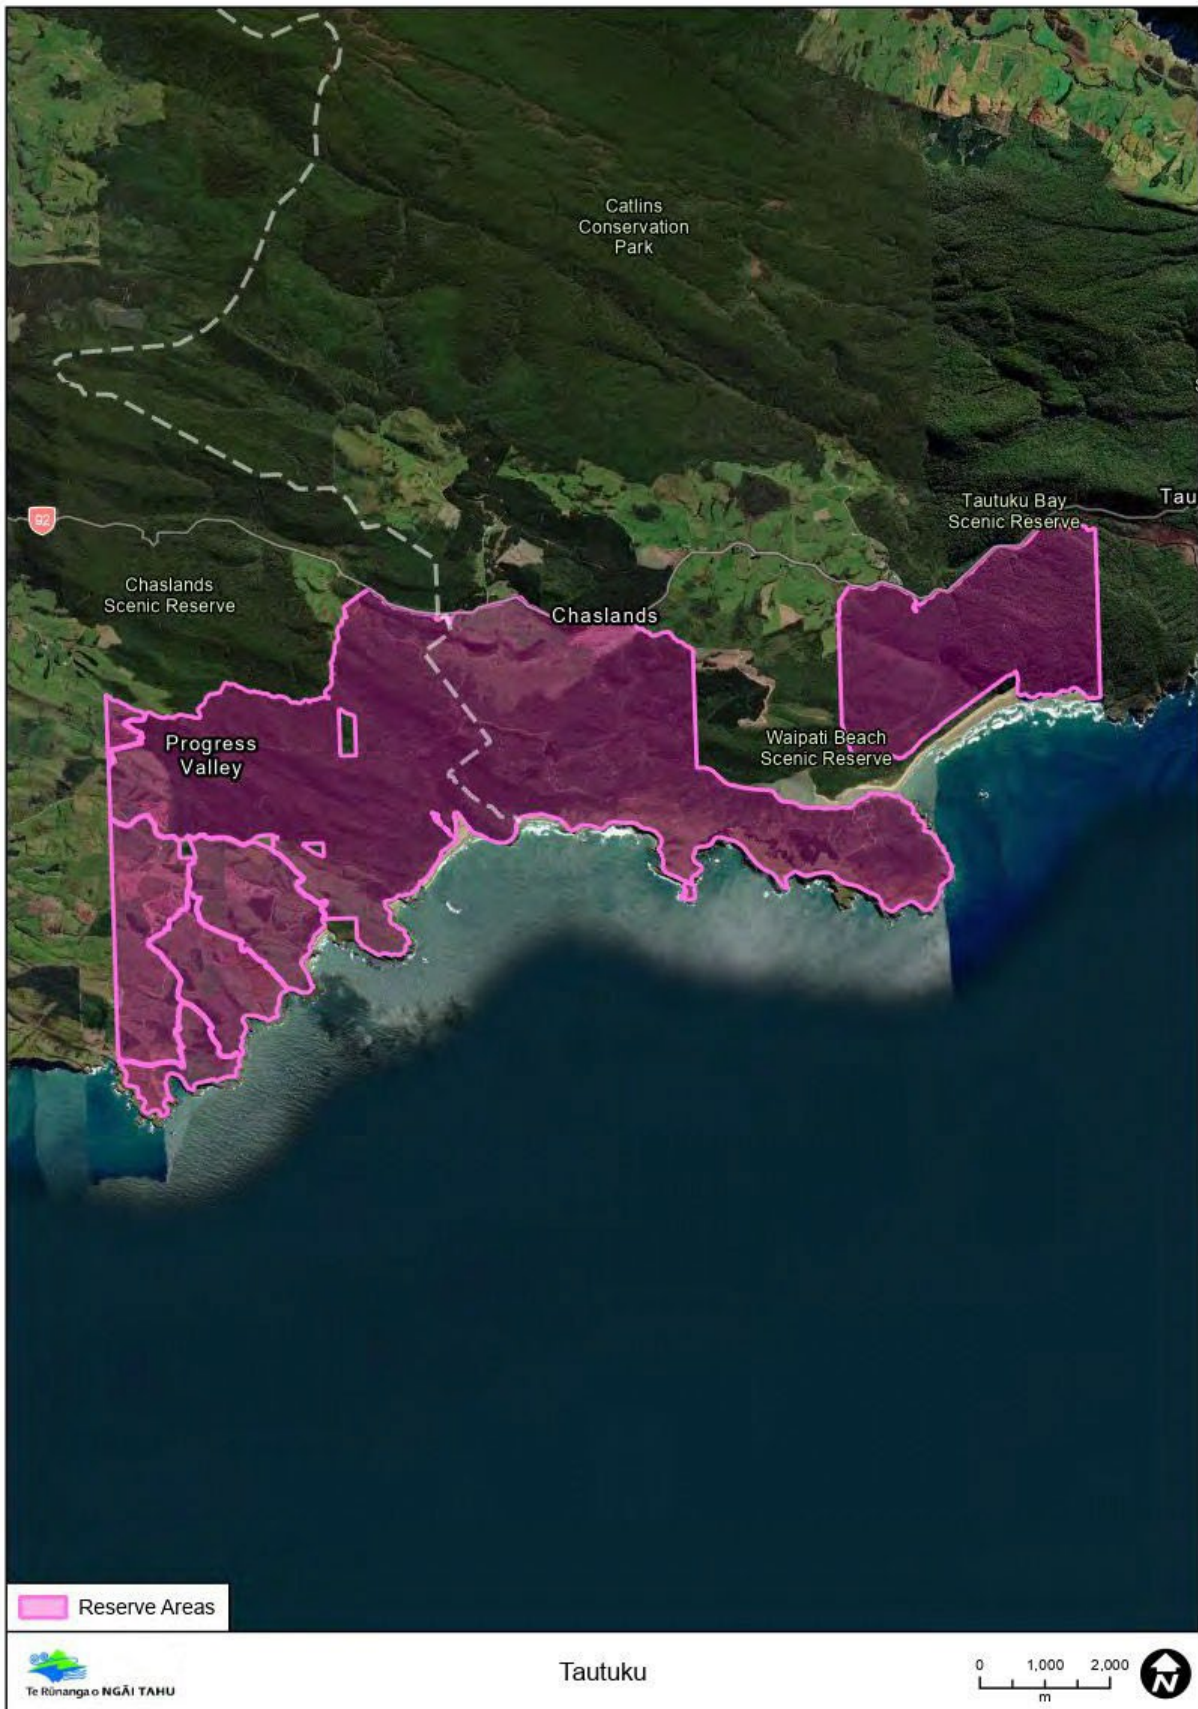 Catlins
Conservation
Park
Tautuku Bay
Scenic Reserve
Tau
92
Chaslands
Scenic Reserve
Chaslands
Progress
Valley
Waipati Beach
Scenic Reserve
Reserve Areas
Te Rūnanga o NGĀI TAHU
Tautuku
0 1,000 2,000
m
N